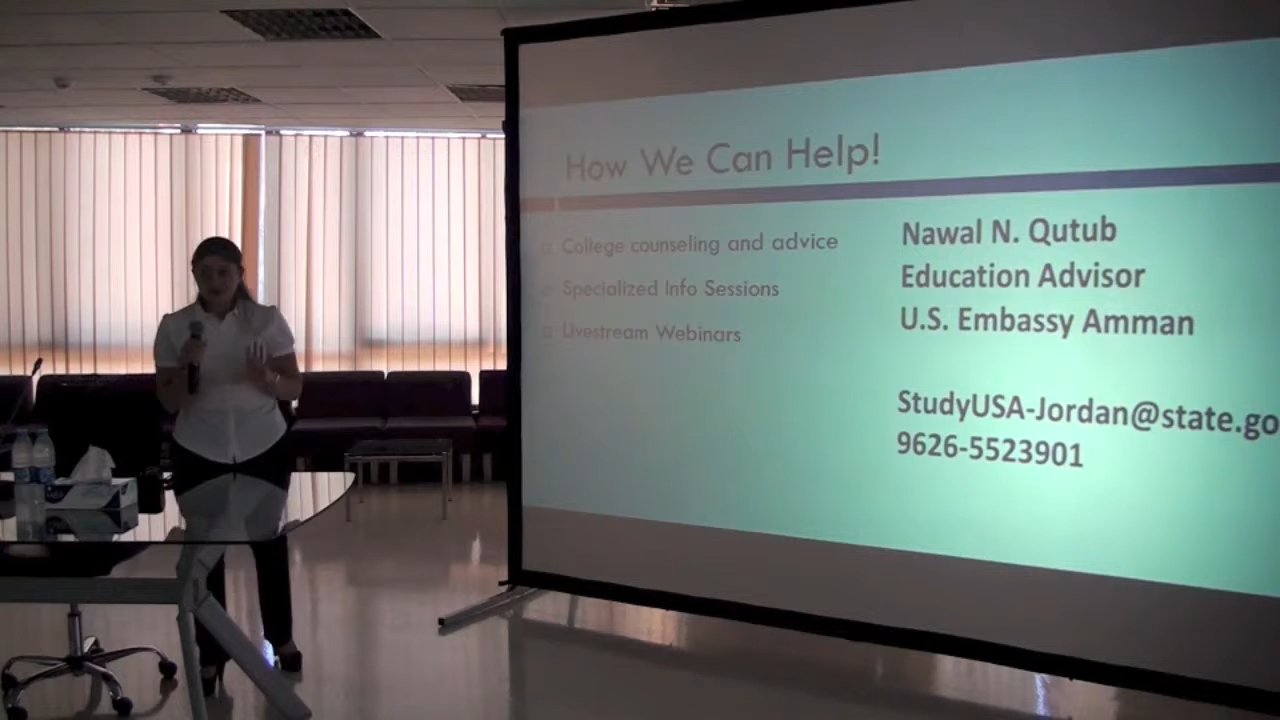 How We Can Help!
College counseling and advice
Specialized Info Sessions
Livestream Webinars
Nawal N. Qutub
Education Advisor
U.S. Embassy Amman
StudyUSA-Jordan@state.go
9626-5523901